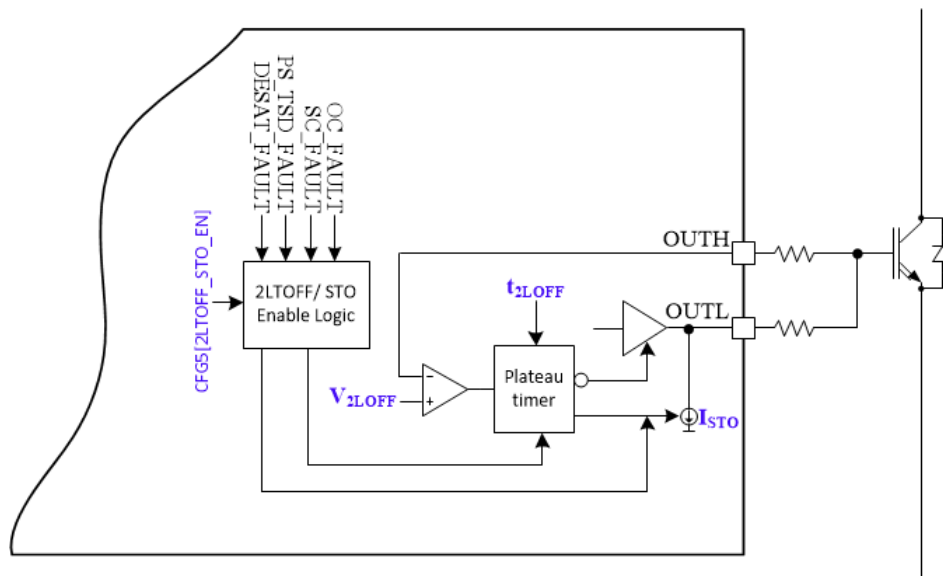 OC_FAULT
SC_FAULT
PS_TSD_FAULT
DESAT_FAULT
CFG5[2LTOFF_STO_EN]
2LTOFF/ STO
Enable Logic
OUTH
t2LOFF
OUTL
V2LOFF
−
+
Plateau
timer
ISTO